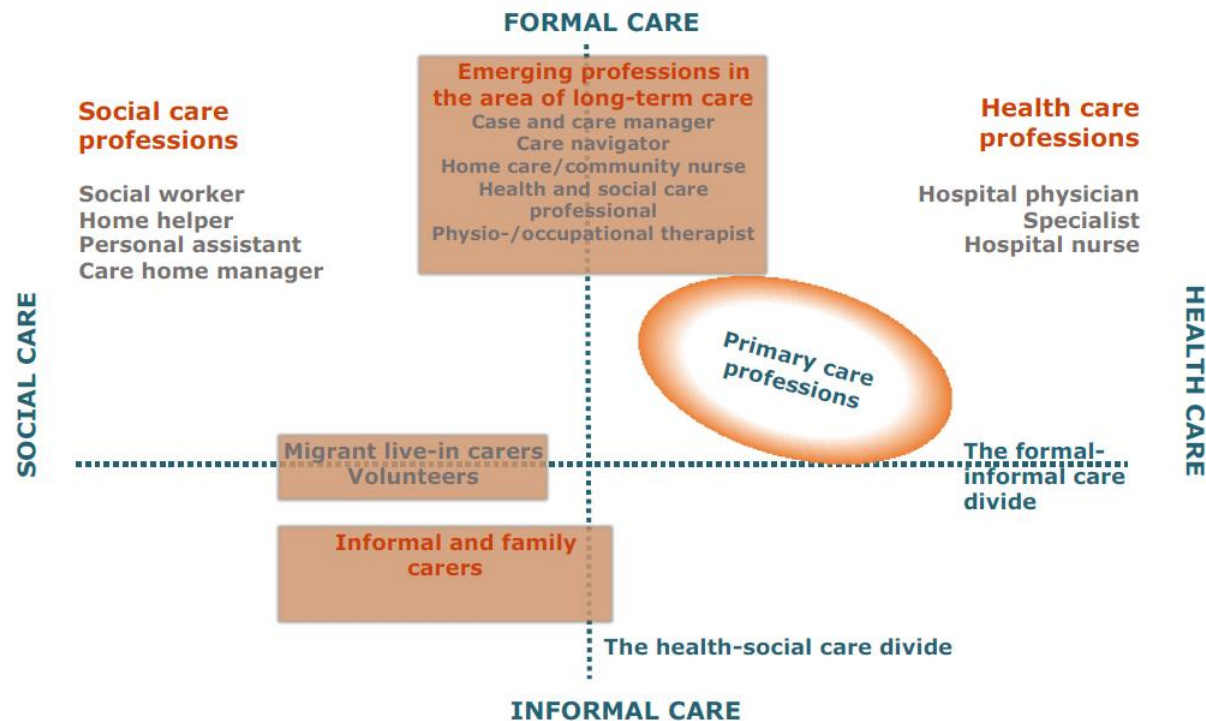 FORMAL CARE
Emerging professions in
the area of long-term care
Case and care manager
Care navigator
Home care/community nurse
Health and social care
professional
Physio-/occupational therapist
Social care
professions
Social worker
Home helper
Personal assistant
Care home manager
Health care
professions
Hospital physician
Specialist
Hospital nurse
SOCIAL CARE
HEALTH CARE
Primary care
professions
Migrant live-in carers
Volunteers
The formal-
informal care
divide
Informal and family
carers
The health-social care divide
INFORMAL CARE